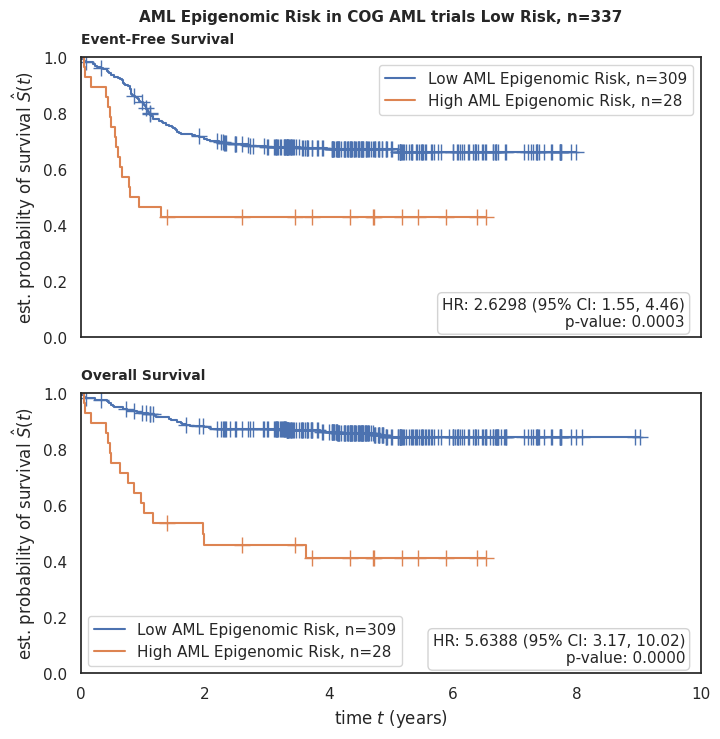 AML Epigenomic Risk in COG AML trials Low Risk, n=337
Event-Free Survival
1.0
0.8
0.6
0.4
0.2
0.0
est. probability of survival Ŝ(t)
Low AML Epigenomic Risk, n=309
High AML Epigenomic Risk, n=28
HR: 2.6298 (95% CI: 1.55, 4.46)
p-value: 0.0003
Overall Survival
1.0
0.8
0.6
0.4
0.2
0.0
est. probability of survival Ŝ(t)
Low AML Epigenomic Risk, n=309
High AML Epigenomic Risk, n=28
HR: 5.6388 (95% CI: 3.17, 10.02)
p-value: 0.0000
0 2 4 6 8 10
time t (years)